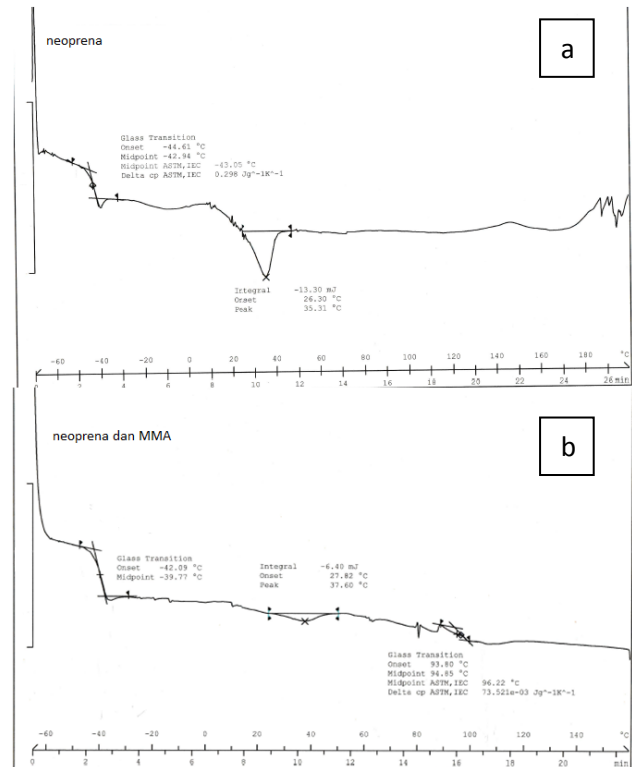 neoprena
a
Glass Transition
Onset -44.61 °C
Midpoint -42.94 °C
Midpoint ASTM,IEC -43.05 °C
Delta cp ASTM,IEC 0.298 Jg^-1K^-1
Integral -13.30 mJ
Onset 26.30 °C
Peak 35.31 °C
-60 -40 -20 0 20 40 60 80 100 120 140 160 180 °C
0 2 4 6 8 10 12 14 16 18 20 22 24 26 min
neoprena dan MMA
b
Glass Transition
Onset -42.09 °C
Midpoint -39.77 °C
Integral -6.40 mJ
Onset 27.82 °C
Peak 37.60 °C
Glass Transition
Onset 93.80 °C
Midpoint 94.85 °C
Midpoint ASTM,IEC 96.22 °C
Delta cp ASTM,IEC 73.521e-03 Jg^-1K^-1
-60 -40 -20 0 20 40 60 80 100 120 140 °C
0 2 4 6 8 10 12 14 16 18 20 min